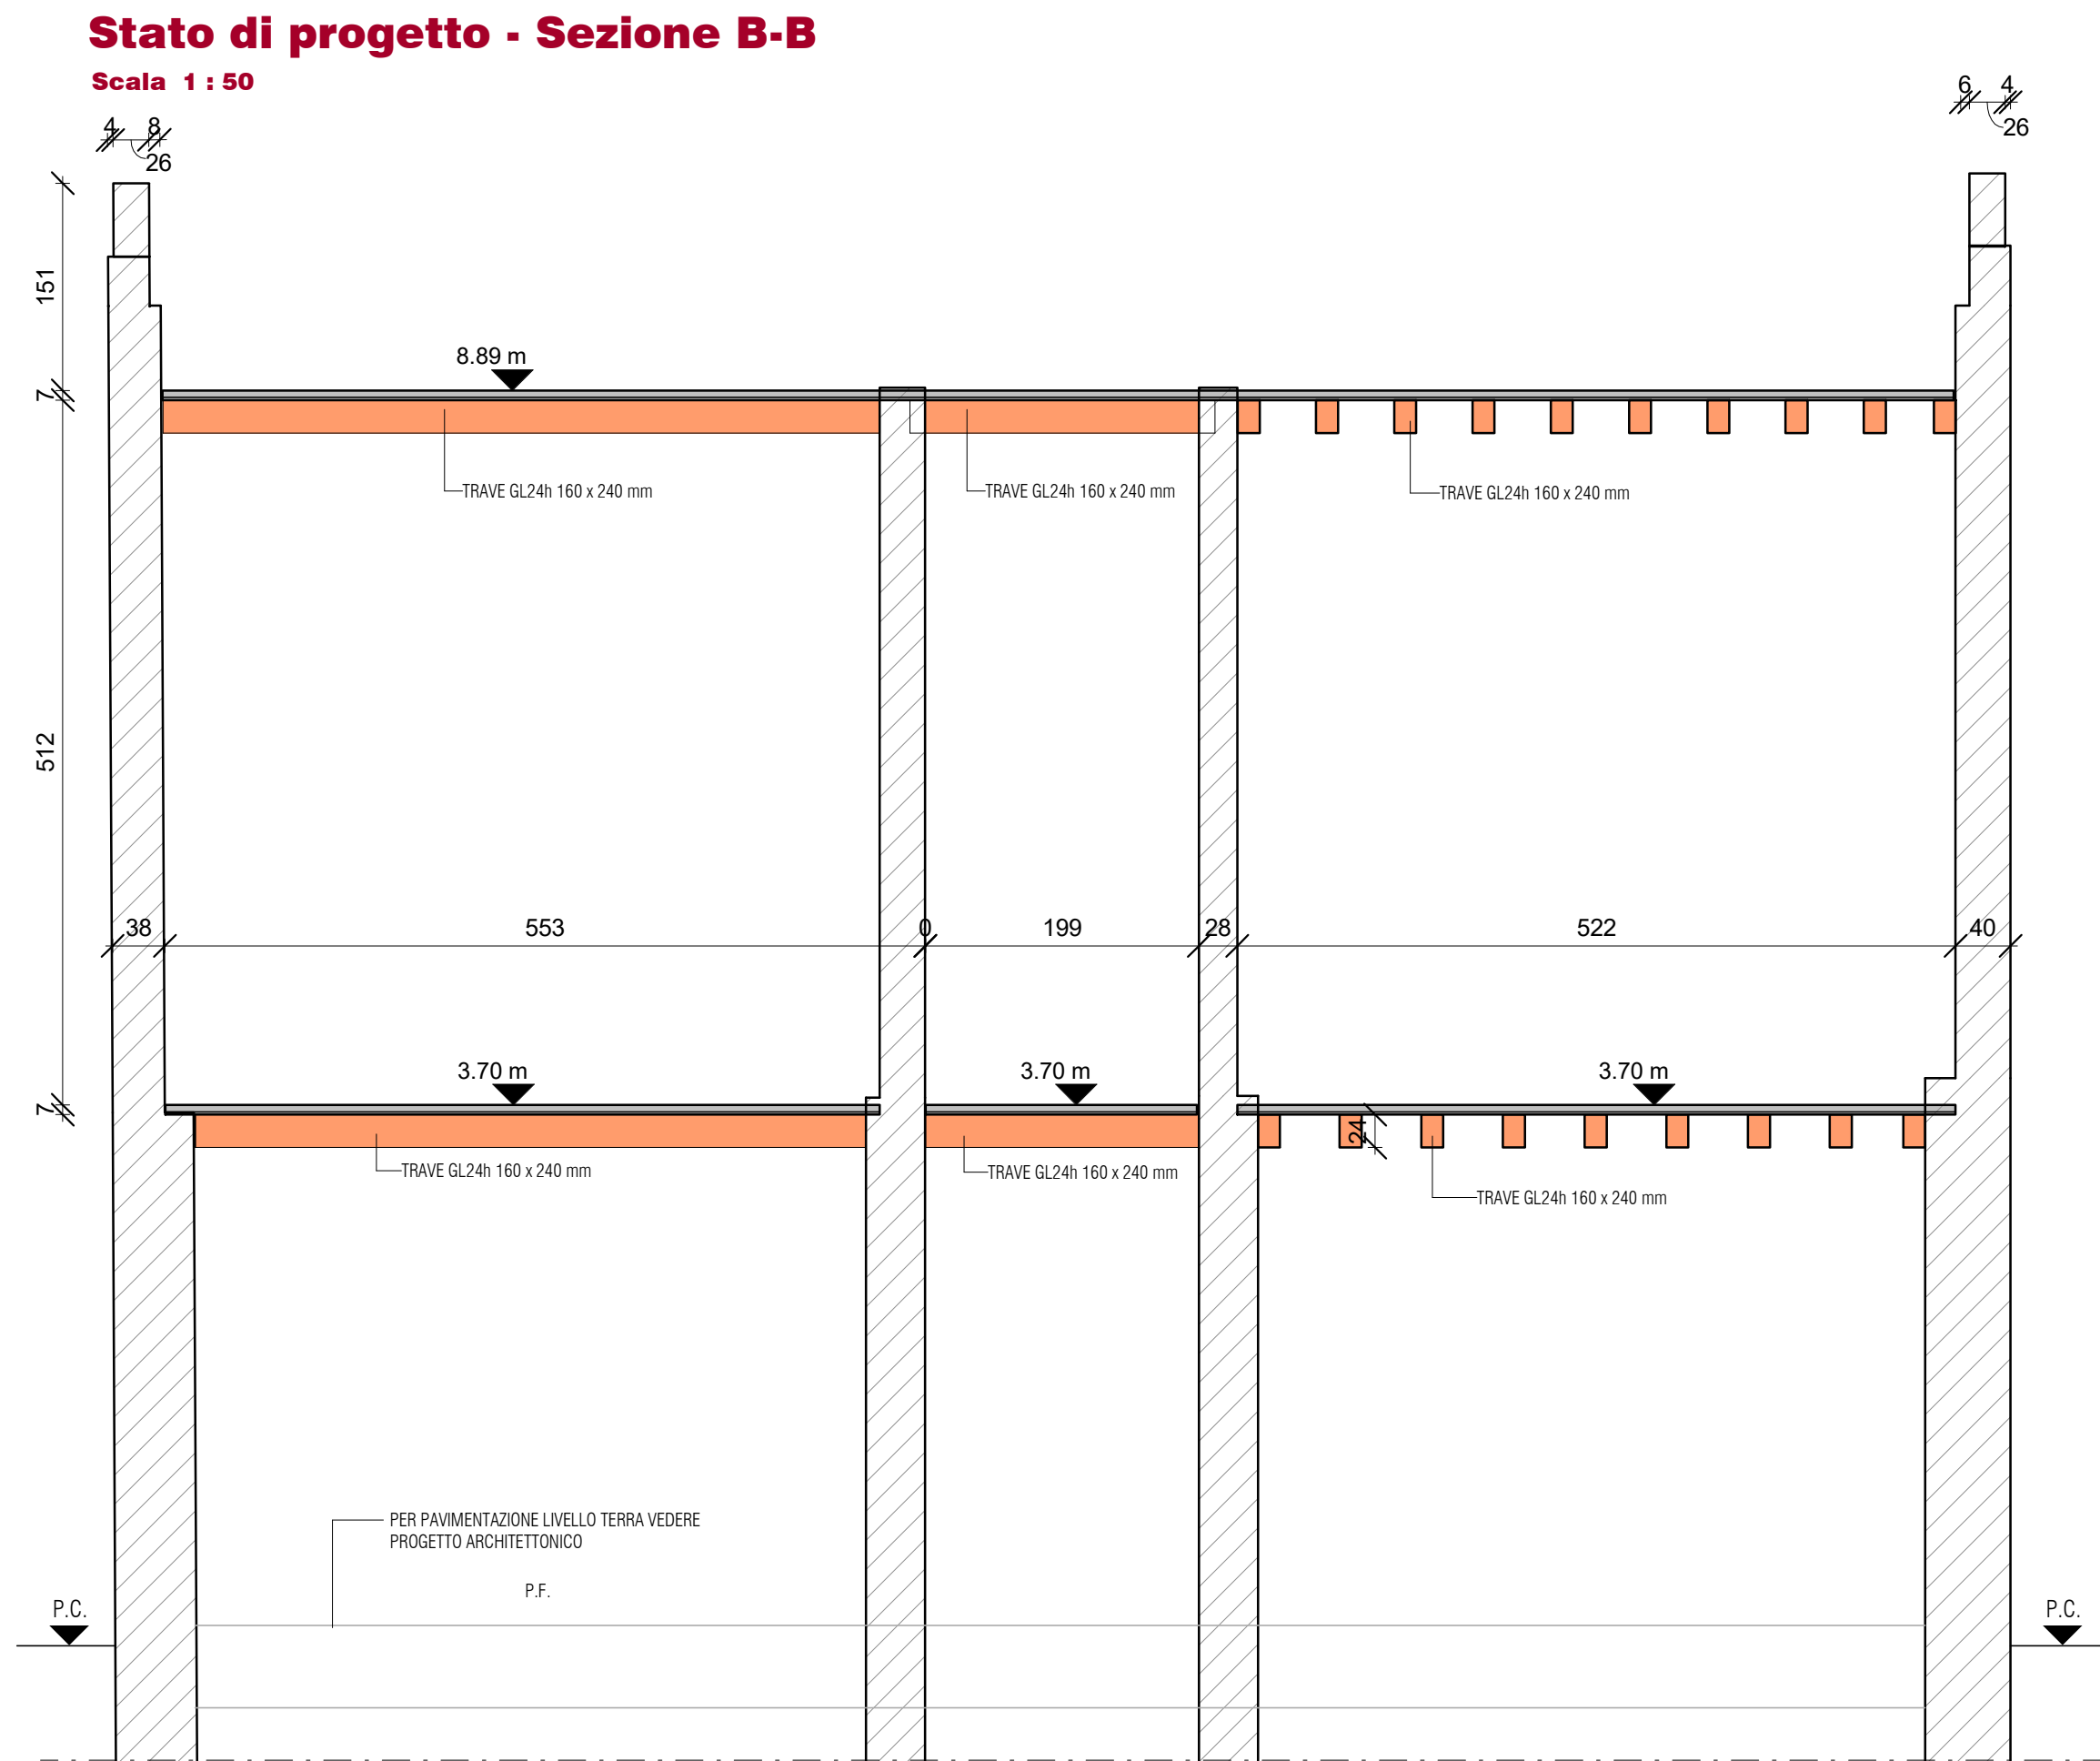 Stato di progetto - Sezione B-B
Scala 1 : 50
6 4
26
4 8
26
151
8.89 m
7
TRAVE GL24h 160 x 240 mm
TRAVE GL24h 160 x 240 mm
TRAVE GL24h 160 x 240 mm
512
38 553 0 199 28 522 40
3.70 m
3.70 m
3.70 m
7
24
TRAVE GL24h 160 x 240 mm
TRAVE GL24h 160 x 240 mm
TRAVE GL24h 160 x 240 mm
PER PAVIMENTAZIONE LIVELLO TERRA VEDERE
PROGETTO ARCHITETTONICO
P.F.
P.C.
P.C.